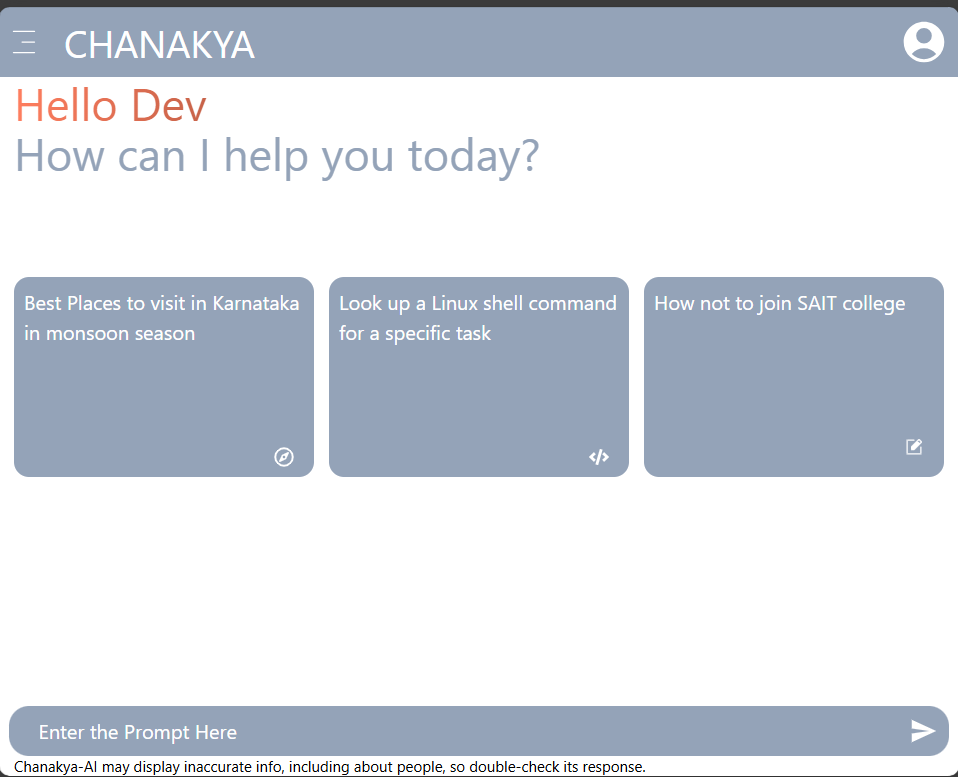 CHANAKYA
Hello Dev
How can I help you today?
Best Places to visit in Karnataka
in monsoon season
Look up a Linux shell command
for a specific task
How not to join SAIT college
Enter the Prompt Here
Chanakya-AI may display inaccurate info, including about people, so double-check its response.